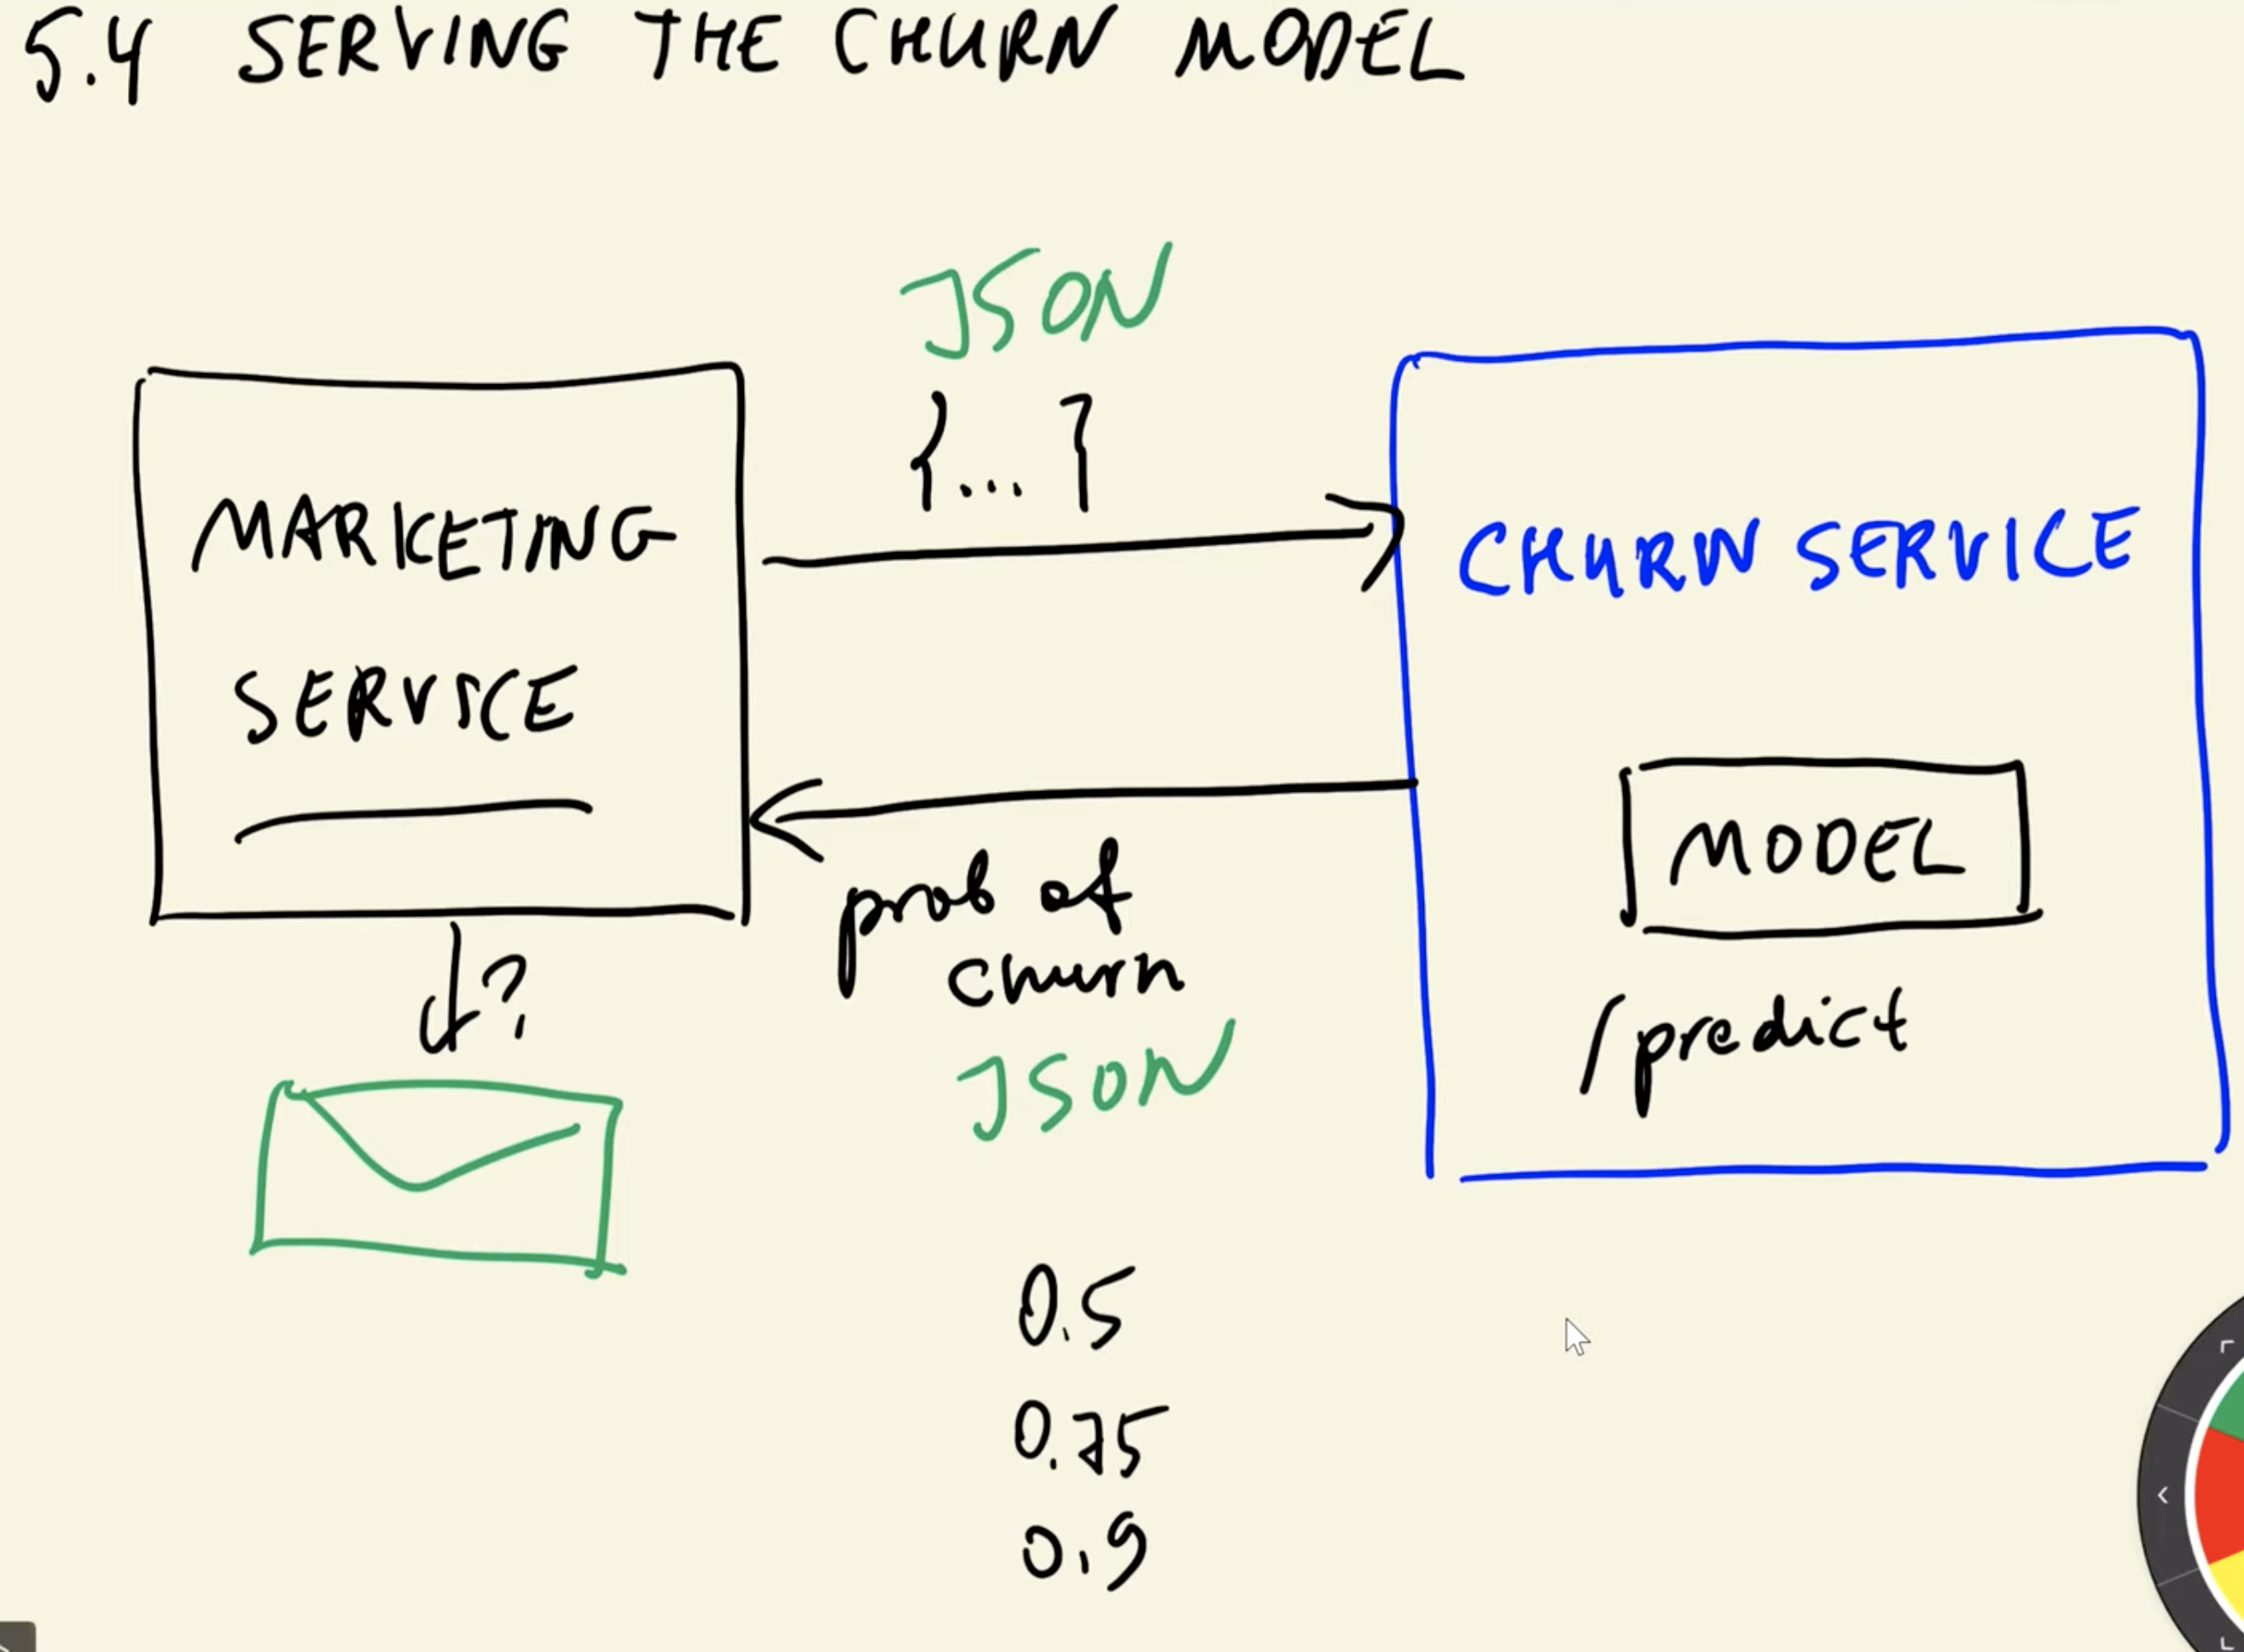 5.4 SERVING THE CHURN MODEL
JSON
{...}
MARKETING
SERVICE
CHURN SERVICE
MODEL
/predict
prob of
churn
JSON
?
0.5
0.75
0.9